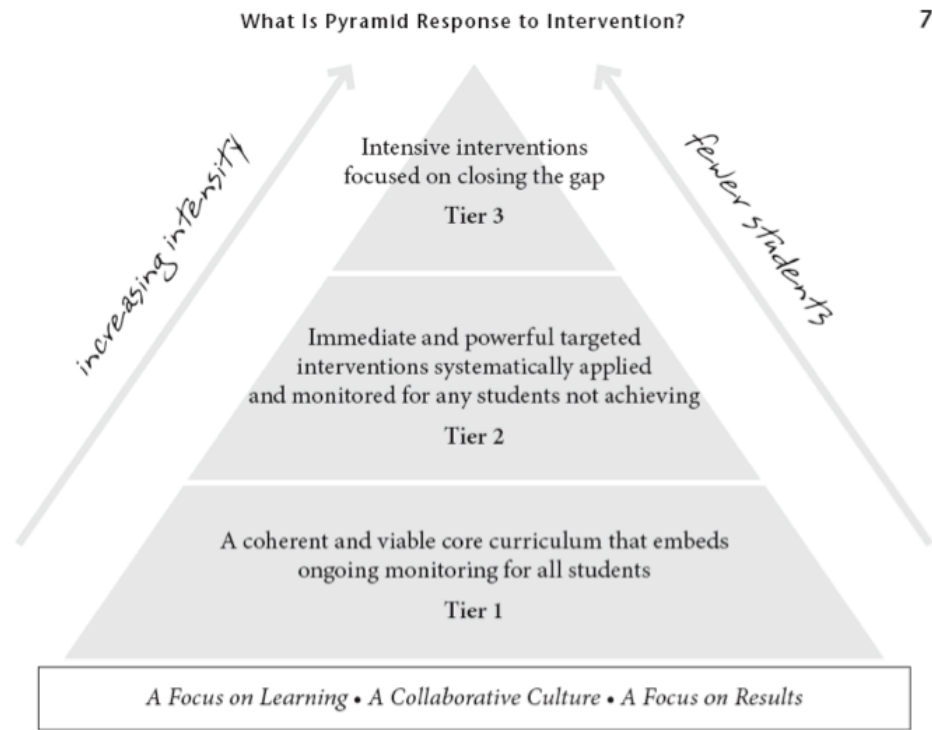 What Is Pyramid Response to Intervention?
7
increasing intensity
fewer students
Intensive interventions
focused on closing the gap
Tier 3
Immediate and powerful targeted
interventions systematically applied
and monitored for any students not achieving
Tier 2
A coherent and viable core curriculum that embeds
ongoing monitoring for all students
Tier 1
A Focus on Learning • A Collaborative Culture • A Focus on Results